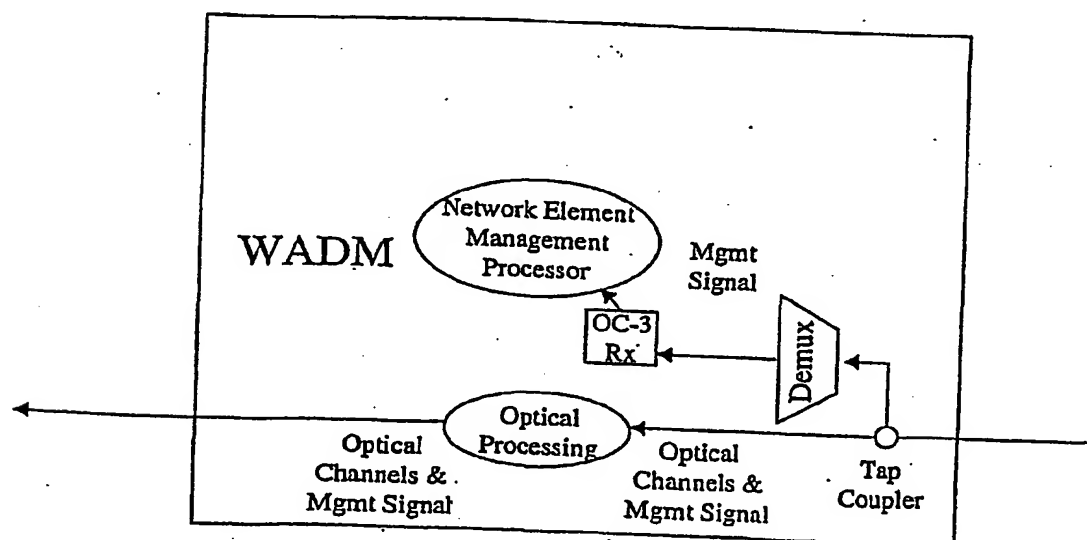 Network Element
Management
Processor
WADM
Mgmt
Signal
OC-3
Rx
Demux
Optical
Processing
Optical
Channels &
Mgmt Signal
Optical
Channels &
Mgmt Signal
Tap
Coupler